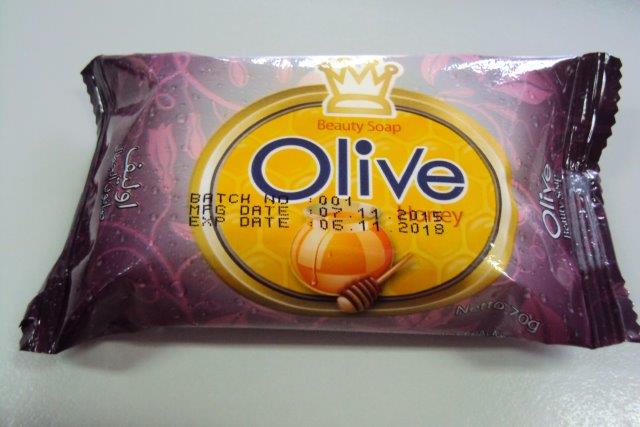 Beauty Soap
Olive
Honey
BATCH NO :001
MFG DATE :07.11.2015
EXP DATE :06.11.2018
Netto 70g
اوليف
Olive